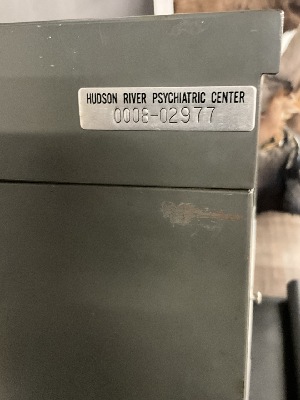 HUDSON RIVER PSYCHIATRIC CENTER
0008-02977